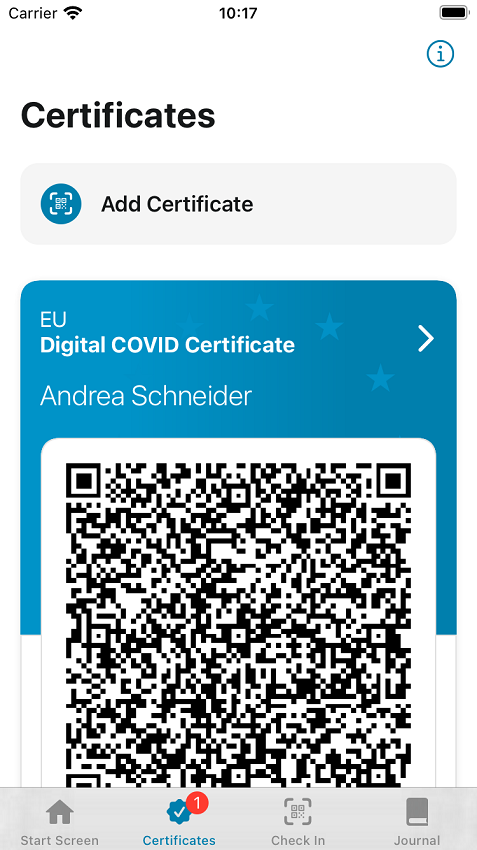 Carrier 10:17
Certificates
Add Certificate
EU
Digital COVID Certificate
Andrea Schneider
1
Start Screen Certificates Check In Journal